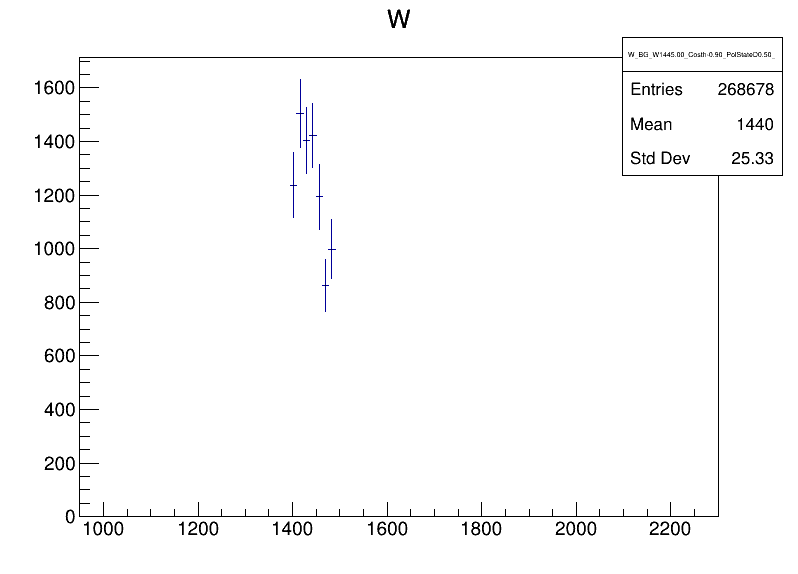 W
W_BG_W1445.00_Costh-0.90_PolStateD0.50_
Entries 268678
Mean 1440
Std Dev 25.33
1600
1400
1200
1000
800
600
400
200
0
1000 1200 1400 1600 1800 2000 2200